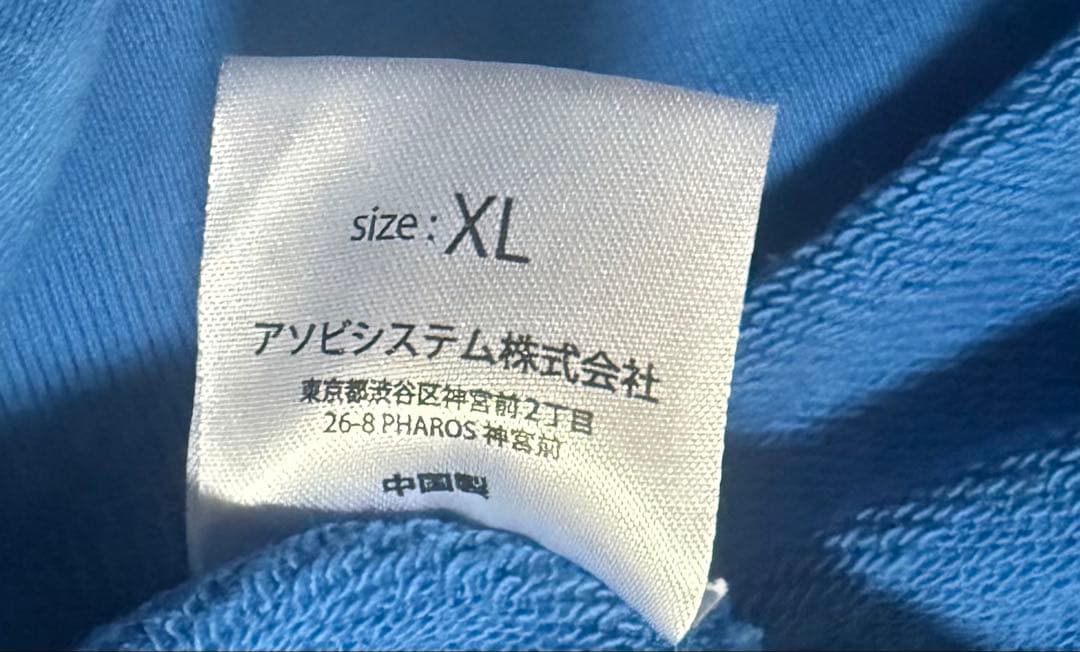 size : XL
アソビシステム株式会社
東京都渋谷区神宮前2丁目
26-8 PHAROS 神宮前
中国製